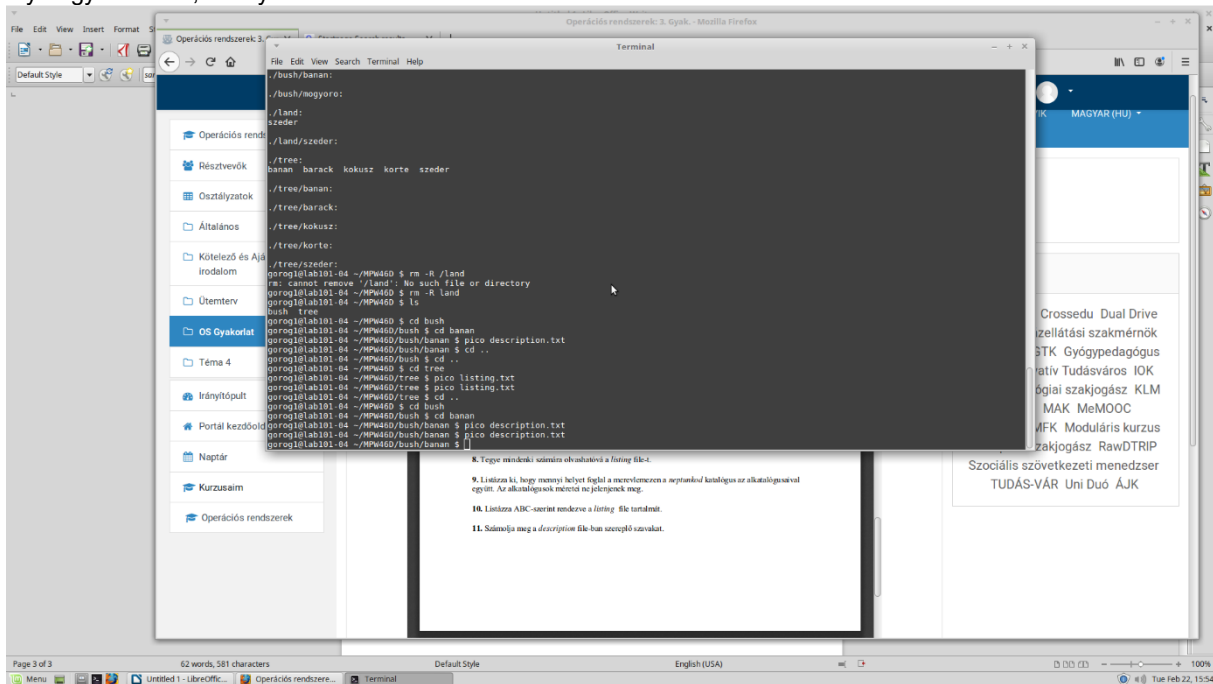 Operációs rendszerek: 3. Gyak. - Mozilla Firefox
File Edit View Insert Format
Operációs rendszerek: 3.
Terminal
File Edit View Search Terminal Help
Default Style
MAGYAR (HU)
./bush/banan:
./bush/mogyoro:
./land:
szeder
./land/szeder:
./tree:
banan barack kokusz korte szeder
./tree/banan:
./tree/barack:
./tree/kokusz:
./tree/korte:
./tree/szeder:
gorog1@lab101-04 ~/MPW46D $ rm -R /land
rm: cannot remove '/land': No such file or directory
gorog1@lab101-04 ~/MPW46D $ rm -R land
gorog1@lab101-04 ~/MPW46D $ ls
bush tree
gorog1@lab101-04 ~/MPW46D $ cd bush
gorog1@lab101-04 ~/MPW46D/bush $ cd banan
gorog1@lab101-04 ~/MPW46D/bush/banan $ pico description.txt
gorog1@lab101-04 ~/MPW46D/bush/banan $ cd ..
gorog1@lab101-04 ~/MPW46D/bush $ cd ..
gorog1@lab101-04 ~/MPW46D $ cd tree
gorog1@lab101-04 ~/MPW46D/tree $ pico listing.txt
gorog1@lab101-04 ~/MPW46D/tree $ pico listing.txt
gorog1@lab101-04 ~/MPW46D/tree $ cd ..
gorog1@lab101-04 ~/MPW46D $ cd bush
gorog1@lab101-04 ~/MPW46D/bush $ cd banan
gorog1@lab101-04 ~/MPW46D/bush/banan $ pico description.txt
gorog1@lab101-04 ~/MPW46D/bush/banan $ pico description.txt
gorog1@lab101-04 ~/MPW46D/bush/banan $
Operációs rends
Résztvevők
Osztályzatok
Általános
Kötelező és Ajá
irodalom
Ütemterv
OS Gyakorlat
Téma 4
Irányítópult
Portál kezdőold
Naptár
Kurzusaim
Operációs rendszerek
8. Tegye mindenki számára olvashatóvá a listing file-t.
9. Listázza ki, hogy mennyi helyet foglal a merevlemezen a neptunkod katalógus az alkatalógusaival
együtt. Az alkatalógusok méretei ne jelenjenek meg.
10. Listázza ABC-szerint rendezve a listing file tartalmát.
11. Számolja meg a description file-ban szereplő szavakat.
Crossedu Dual Drive
zellátási szakmérnök
GTK Gyógypedagógus
atív Tudásváros IOK
ógiai szakjogász KLM
MAK MeMOOC
MFK Moduláris kurzus
zakjogász RawDTRIP
Szociális szövetkezeti menedzser
TUDÁS-VÁR Uni Duó ÁJK
Page 3 of 3 62 words, 581 characters Default Style English (USA) 100%
Menu Untitled 1 - LibreOffic... Operációs rendszere... Terminal Tue Feb 22, 15:54